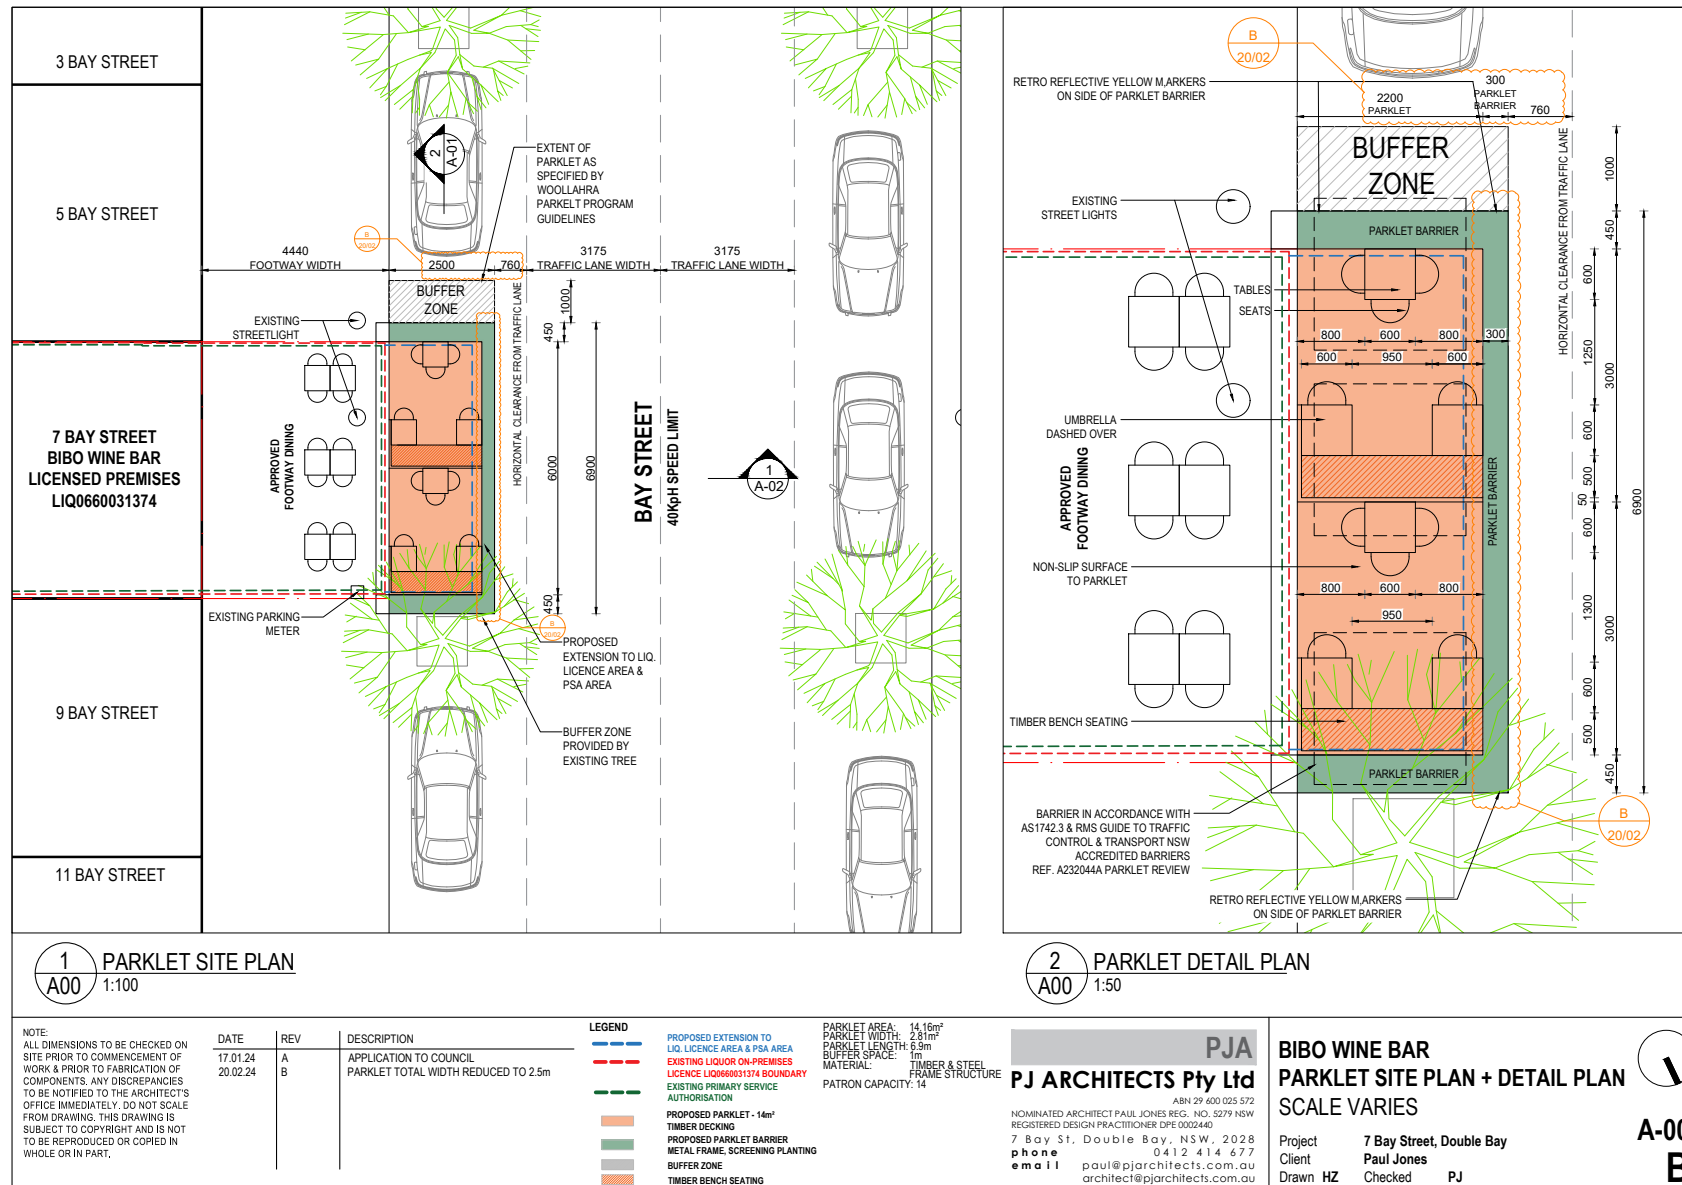 3 BAY STREET
5 BAY STREET
7 BAY STREET
BIBO WINE BAR
LICENSED PREMISES
LIQ0660031374
9 BAY STREET
11 BAY STREET
2
A-01
EXTENT OF
PARKLET AS
SPECIFIED BY
WOOLLAHRA
PARKELT PROGRAM
GUIDELINES
B
20/02
4440
FOOTWAY WIDTH
2500
760
3175
TRAFFIC LANE WIDTH
3175
TRAFFIC LANE WIDTH
BUFFER
ZONE
1000
450
6000
6900
450
HORIZONTAL CLEARANCE FROM TRAFFIC LANE
EXISTING
STREETLIGHT
APPROVED
FOOTWAY DINING
BAY STREET
40KpH SPEED LIMIT
1
A-02
EXISTING PARKING
METER
B
20/02
PROPOSED
EXTENSION TO LIQ.
LICENCE AREA &
PSA AREA
BUFFER ZONE
PROVIDED BY
EXISTING TREE
1
A00
PARKLET SITE PLAN
1:100
B
20/02
RETRO REFLECTIVE YELLOW M,ARKERS
ON SIDE OF PARKLET BARRIER
2200
PARKLET
300
PARKLET
BARRIER
760
BUFFER
ZONE
HORIZONTAL CLEARANCE FROM TRAFFIC LANE
1000
450
EXISTING
STREET LIGHTS
PARKLET BARRIER
TABLES
SEATS
600
800
600
800
300
600
950
600
1250
3000
UMBRELLA
DASHED OVER
600
500
50
APPROVED
FOOTWAY DINING
PARKLET BARRIER
6900
600
NON-SLIP SURFACE
TO PARKLET
800
600
800
950
1300
3000
600
TIMBER BENCH SEATING
500
PARKLET BARRIER
450
BARRIER IN ACCORDANCE WITH
AS1742.3 & RMS GUIDE TO TRAFFIC
CONTROL & TRANSPORT NSW
ACCREDITED BARRIERS
REF. A232044A PARKLET REVIEW
B
20/02
RETRO REFLECTIVE YELLOW M,ARKERS
ON SIDE OF PARKLET BARRIER
2
A00
PARKLET DETAIL PLAN
1:50
NOTE:
ALL DIMENSIONS TO BE CHECKED ON
SITE PRIOR TO COMMENCEMENT OF
WORK & PRIOR TO FABRICATION OF
COMPONENTS. ANY DISCREPANCIES
TO BE NOTIFIED TO THE ARCHITECT'S
OFFICE IMMEDIATELY. DO NOT SCALE
FROM DRAWING. THIS DRAWING IS
SUBJECT TO COPYRIGHT AND IS NOT
TO BE REPRODUCED OR COPIED IN
WHOLE OR IN PART,
DATE REV DESCRIPTION
17.01.24 A APPLICATION TO COUNCIL
20.02.24 B PARKLET TOTAL WIDTH REDUCED TO 2.5m
LEGEND
PROPOSED EXTENSION TO
LIQ. LICENCE AREA & PSA AREA
EXISTING LIQUOR ON-PREMISES
LICENCE LIQ0660031374 BOUNDARY
EXISTING PRIMARY SERVICE
AUTHORISATION
PROPOSED PARKLET - 14m²
TIMBER DECKING
PROPOSED PARKLET BARRIER
METAL FRAME, SCREENING PLANTING
BUFFER ZONE
TIMBER BENCH SEATING
PARKLET AREA: 14.16m²
PARKLET WIDTH: 2.81m²
PARKLET LENGTH: 6.9m
BUFFER SPACE: 1m
MATERIAL: TIMBER & STEEL
FRAME STRUCTURE
PATRON CAPACITY: 14
PJA
PJ ARCHITECTS Pty Ltd
ABN 29 600 025 572
NOMINATED ARCHITECT PAUL JONES REG. NO. 5279 NSW
REGISTERED DESIGN PRACTITIONER DPE 0002440
7 Bay St, Double Bay, NSW, 2028
phone 0412 414 677
email paul@pjarchitects.com.au
architect@pjarchitects.com.au
BIBO WINE BAR
PARKLET SITE PLAN + DETAIL PLAN
SCALE VARIES
Project 7 Bay Street, Double Bay
Client Paul Jones
Drawn HZ Checked PJ
A-00
B